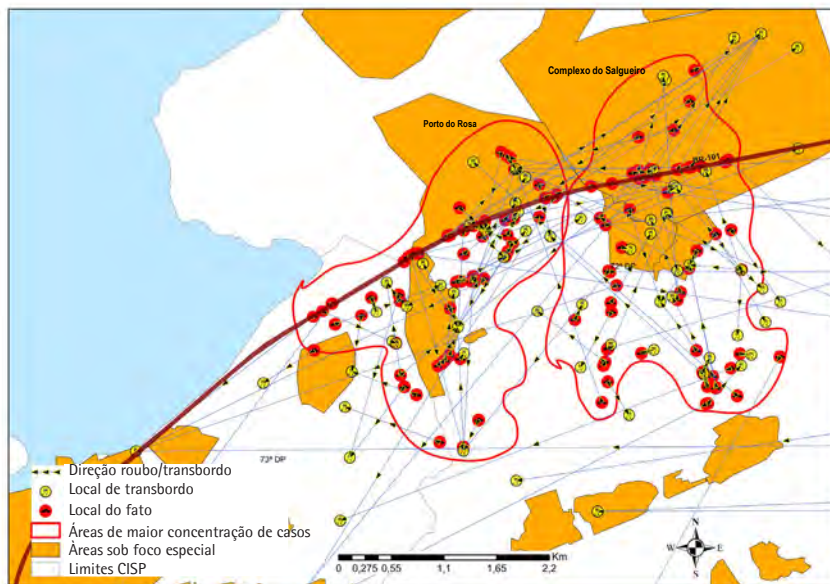 Complexo do Salgueiro
Porto do Rosa
BR-101
73ª DP
Direção roubo/transbordo
Local de transbordo
Local do fato
Áreas de maior concentração de casos
Àreas sob foco especial
Limites CISP
Km
0 0,275 0,55 1,1 1,65 2,2
N
W E
S